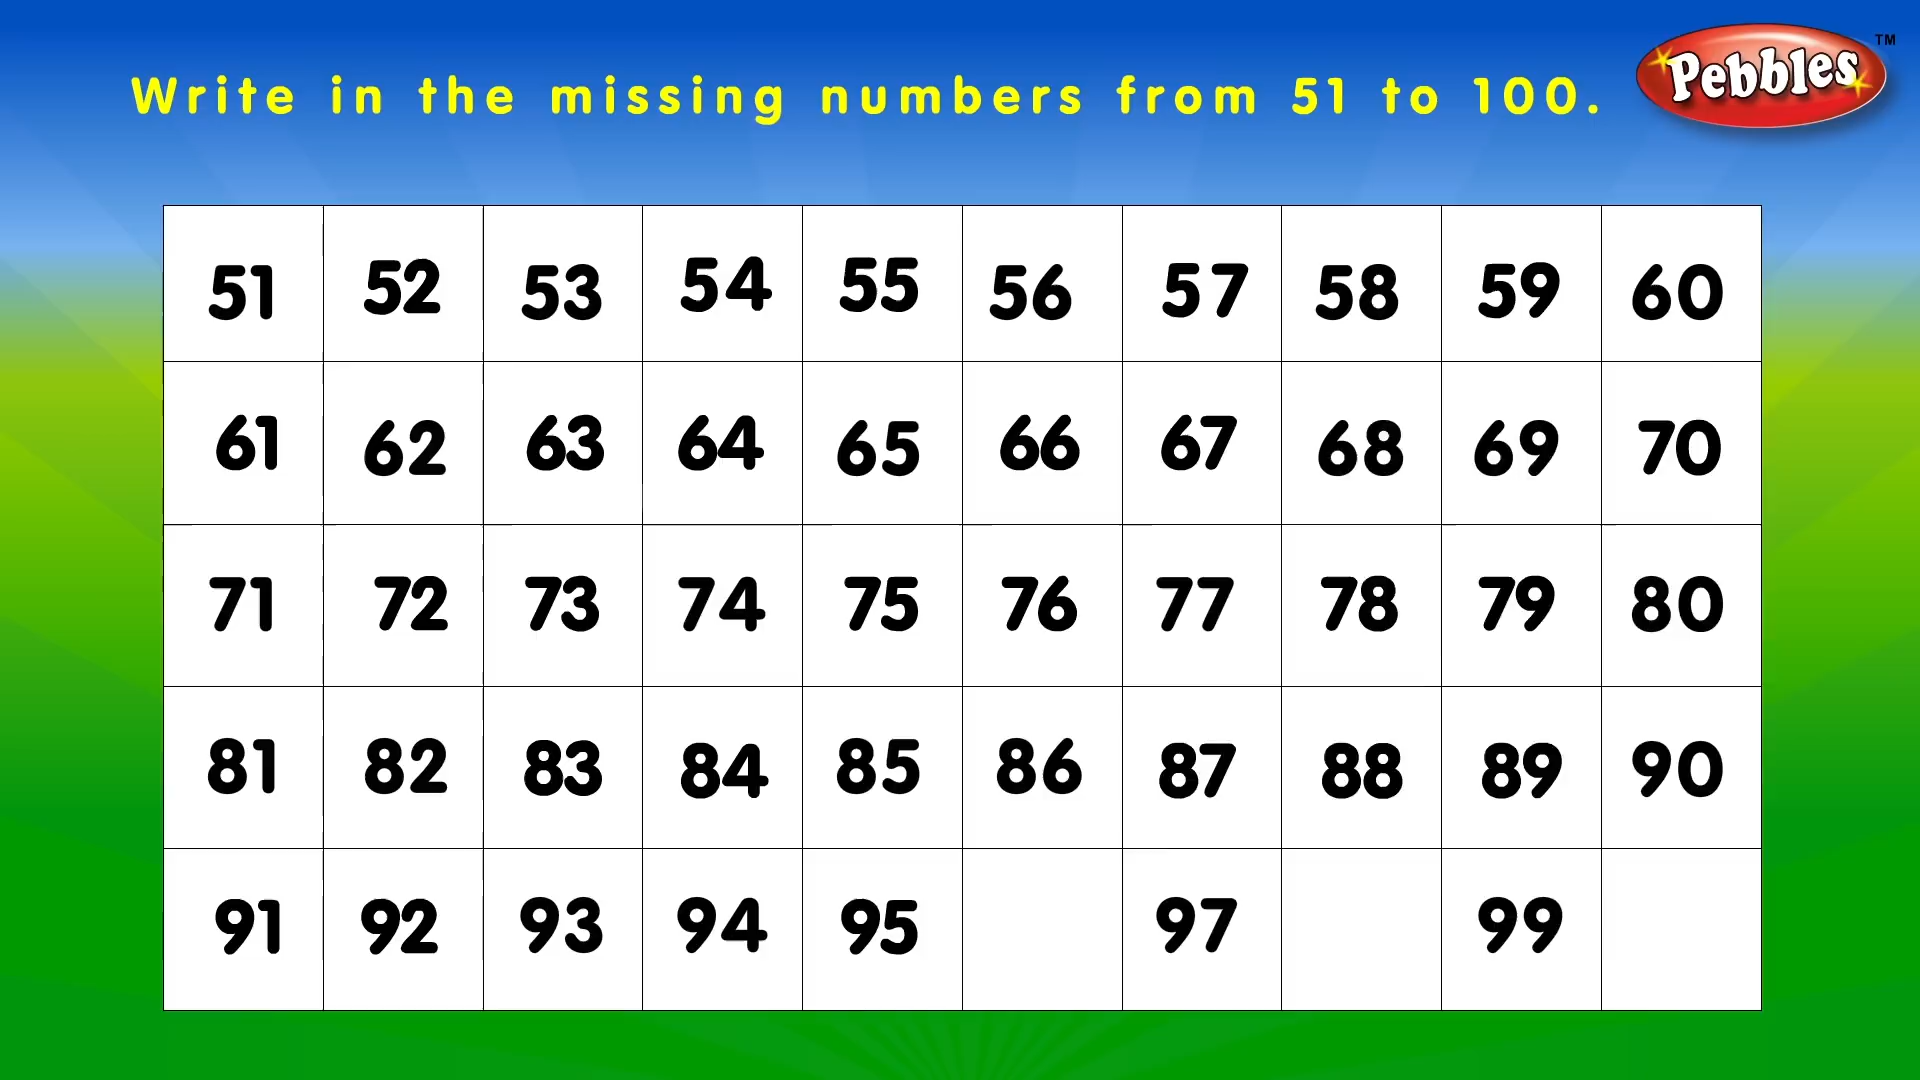 Write in the missing numbers from 51 to 100.
Pebbles TM
51 52 53 54 55 56 57 58 59 60
61 62 63 64 65 66 67 68 69 70
71 72 73 74 75 76 77 78 79 80
81 82 83 84 85 86 87 88 89 90
91 92 93 94 95 97 99